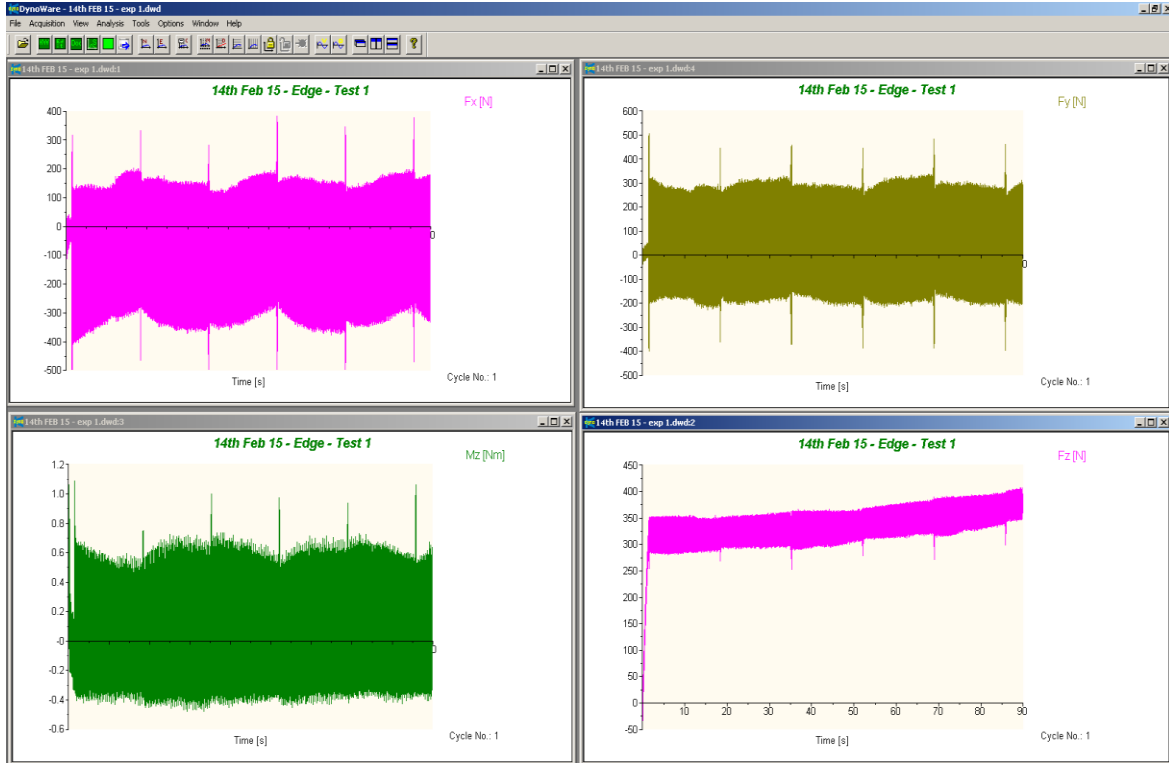 DynoWare - 14th FEB 15 - exp 1.dwd
File Acquisition View Analysis Tools Options Window Help
14th FEB 15 - exp 1.dwd:1
14th Feb 15 - Edge - Test 1
Fx [N]
400
300
200
100
0
-100
-200
-300
-400
-500
0
Time [s]
Cycle No.: 1
14th FEB 15 - exp 1.dwd:4
14th Feb 15 - Edge - Test 1
Fy [N]
600
500
400
300
200
100
0
-100
-200
-300
-400
-500
0
Time [s]
Cycle No.: 1
14th FEB 15 - exp 1.dwd:3
14th Feb 15 - Edge - Test 1
Mz [Nm]
1.2
1.0
0.8
0.6
0.4
0.2
-0
-0.2
-0.4
-0.6
0
Time [s]
Cycle No.: 1
14th FEB 15 - exp 1.dwd:2
14th Feb 15 - Edge - Test 1
Fz [N]
450
400
350
300
250
200
150
100
50
0
-50
10 20 30 40 50 60 70 80 90
Time [s]
Cycle No.: 1